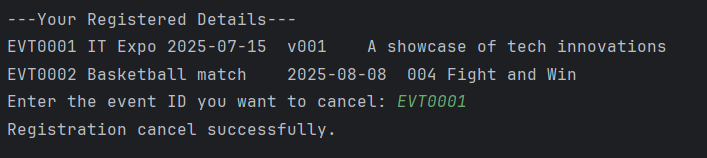 ---Your Registered Details---
EVT0001 IT Expo 2025-07-15  v001    A showcase of tech innovations
EVT0002 Basketball match    2025-08-08  004 Fight and Win
Enter the event ID you want to cancel: EVT0001
Registration cancel successfully.